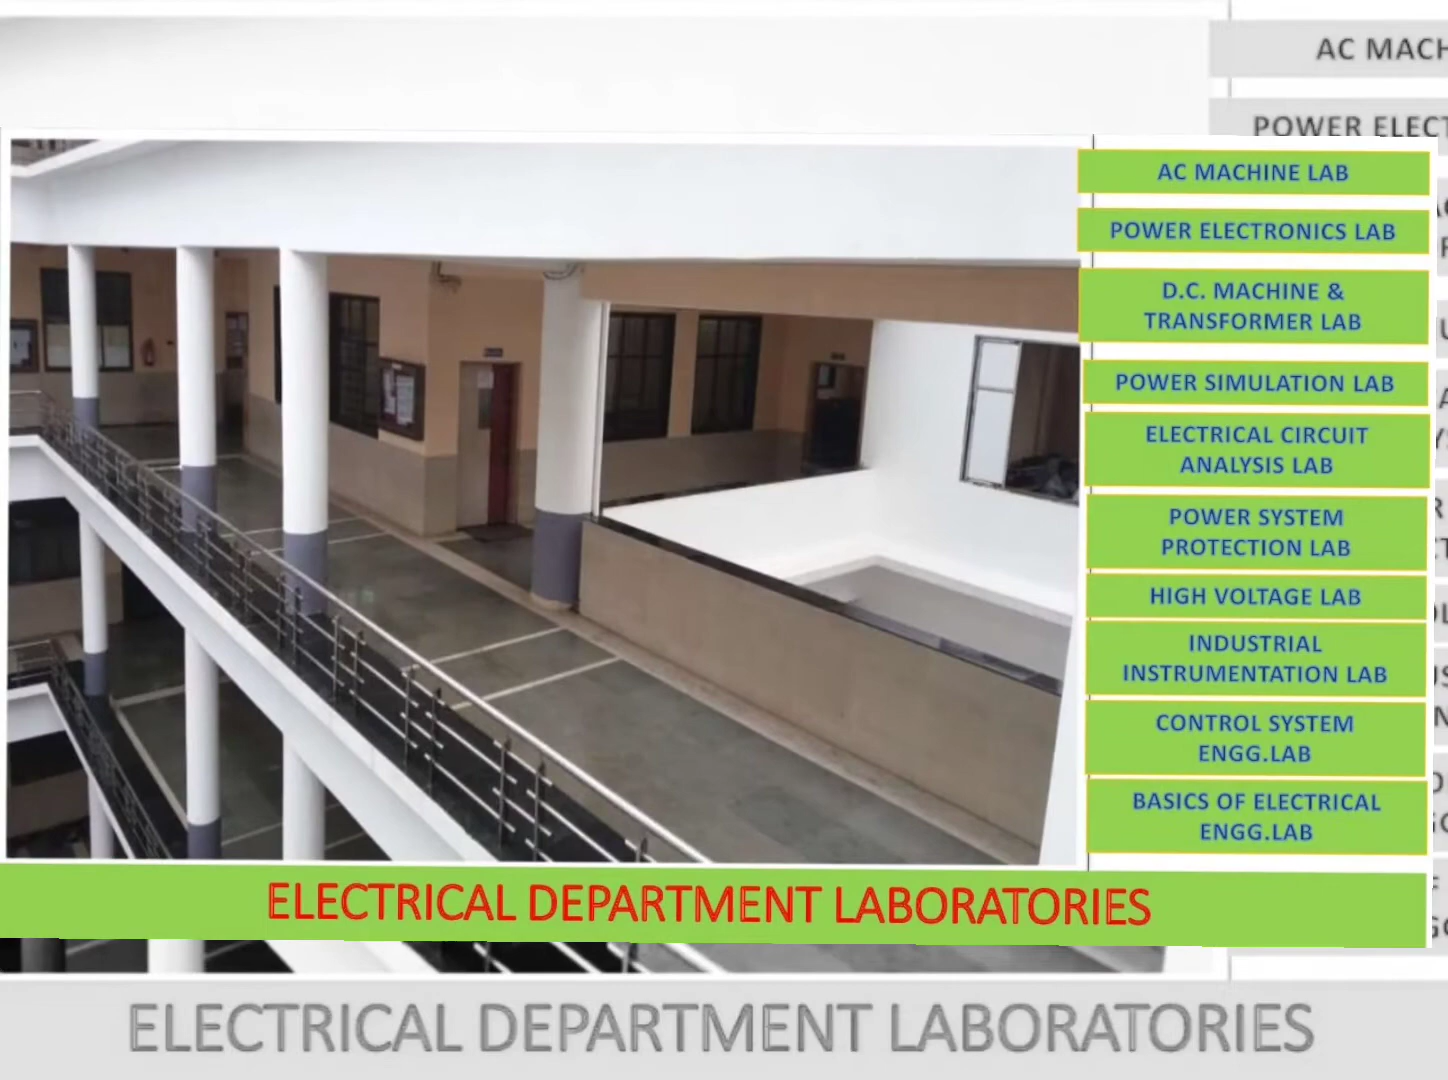 AC MACH
POWER ELECT
AC MACHINE LAB
POWER ELECTRONICS LAB
D.C. MACHINE &
TRANSFORMER LAB
POWER SIMULATION LAB
ELECTRICAL CIRCUIT
ANALYSIS LAB
POWER SYSTEM
PROTECTION LAB
HIGH VOLTAGE LAB
INDUSTRIAL
INSTRUMENTATION LAB
CONTROL SYSTEM
ENGG.LAB
BASICS OF ELECTRICAL
ENGG.LAB
ELECTRICAL DEPARTMENT LABORATORIES
ELECTRICAL DEPARTMENT LABORATORIES